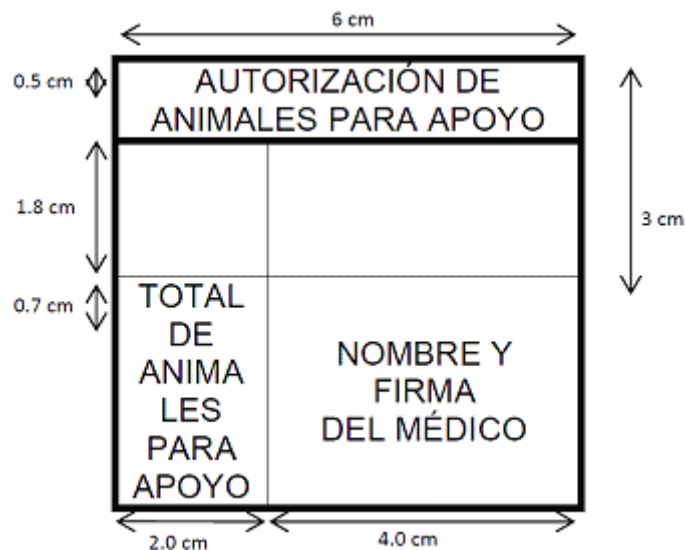 6 cm
0.5 cm
AUTORIZACIÓN DE
ANIMALES PARA APOYO
1.8 cm
3 cm
0.7 cm
TOTAL
DE
ANIMA
LES
PARA
APOYO
NOMBRE Y
FIRMA
DEL MÉDICO
2.0 cm
4.0 cm